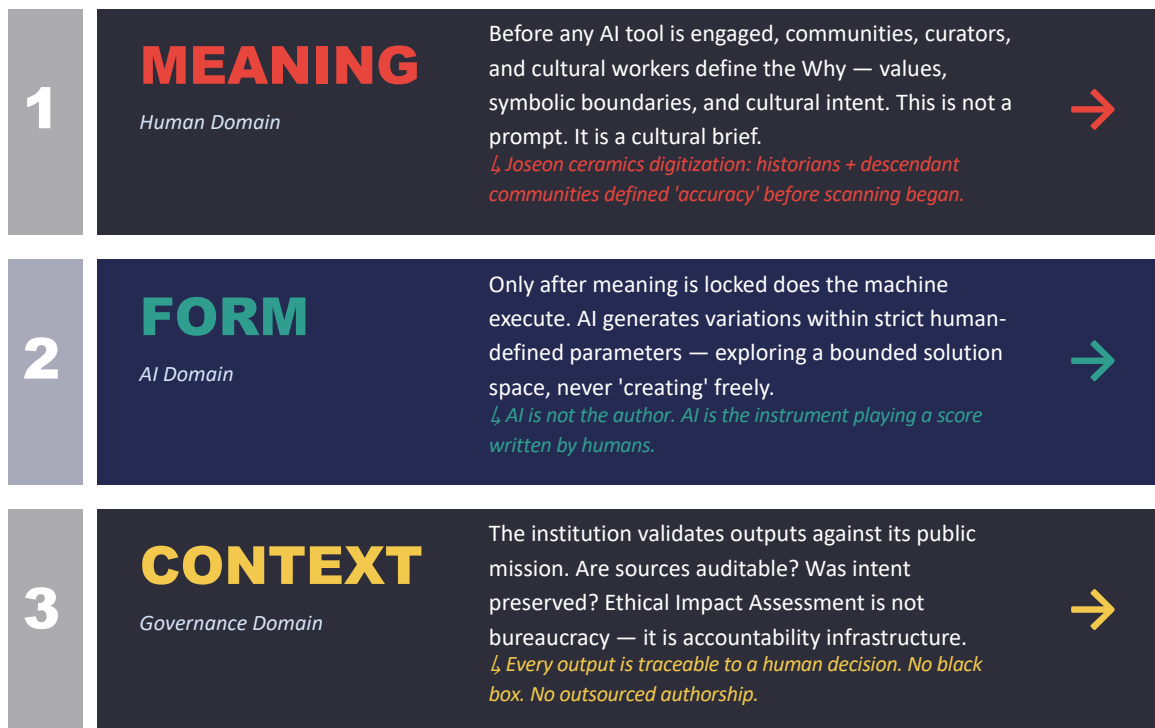 1
MEANING
Human Domain
Before any AI tool is engaged, communities, curators,
and cultural workers define the Why — values,
symbolic boundaries, and cultural intent. This is not a
prompt. It is a cultural brief.
↳ Joseon ceramics digitization: historians + descendant
communities defined 'accuracy' before scanning began.
→
2
FORM
AI Domain
Only after meaning is locked does the machine
execute. AI generates variations within strict human-
defined parameters — exploring a bounded solution
space, never 'creating' freely.
↳ AI is not the author. AI is the instrument playing a score
written by humans.
→
3
CONTEXT
Governance Domain
The institution validates outputs against its public
mission. Are sources auditable? Was intent
preserved? Ethical Impact Assessment is not
bureaucracy — it is accountability infrastructure.
↳ Every output is traceable to a human decision. No black
box. No outsourced authorship.
→